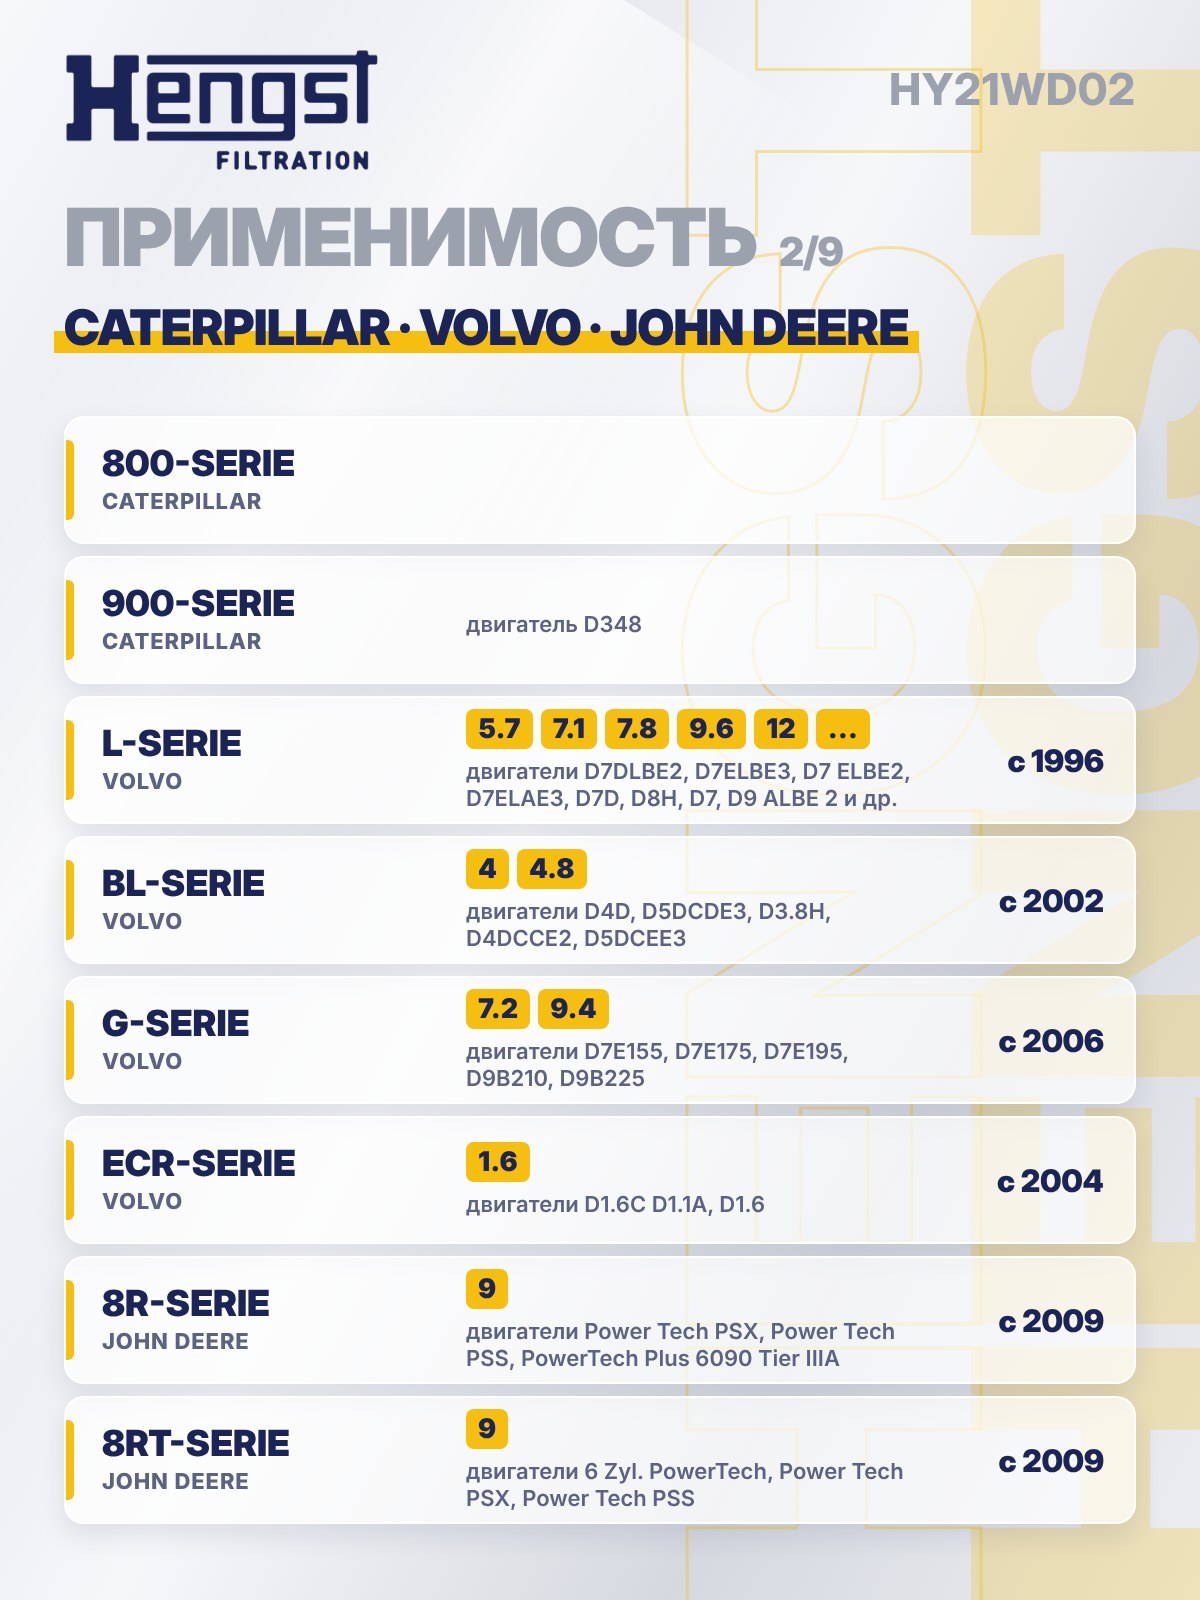 Hengst
FILTRATION
HY21WD02
ПРИМЕНИМОСТЬ 2/9
CATERPILLAR · VOLVO · JOHN DEERE
800-SERIE
CATERPILLAR
900-SERIE
CATERPILLAR
двигатель D348
L-SERIE
VOLVO
5.7 7.1 7.8 9.6 12 ...
двигатели D7DLBE2, D7ELBE3, D7 ELBE2,
D7ELAE3, D7D, D8H, D7, D9 ALBE 2 и др.
с 1996
BL-SERIE
VOLVO
4 4.8
двигатели D4D, D5DCDE3, D3.8H,
D4DCCE2, D5DCEE3
с 2002
G-SERIE
VOLVO
7.2 9.4
двигатели D7E155, D7E175, D7E195,
D9B210, D9B225
с 2006
ECR-SERIE
VOLVO
1.6
двигатели D1.6C D1.1A, D1.6
с 2004
8R-SERIE
JOHN DEERE
9
двигатели Power Tech PSX, Power Tech
PSS, PowerTech Plus 6090 Tier IIIA
с 2009
8RT-SERIE
JOHN DEERE
9
двигатели 6 Zyl. PowerTech, Power Tech
PSX, Power Tech PSS
с 2009
HENGST
HENGST